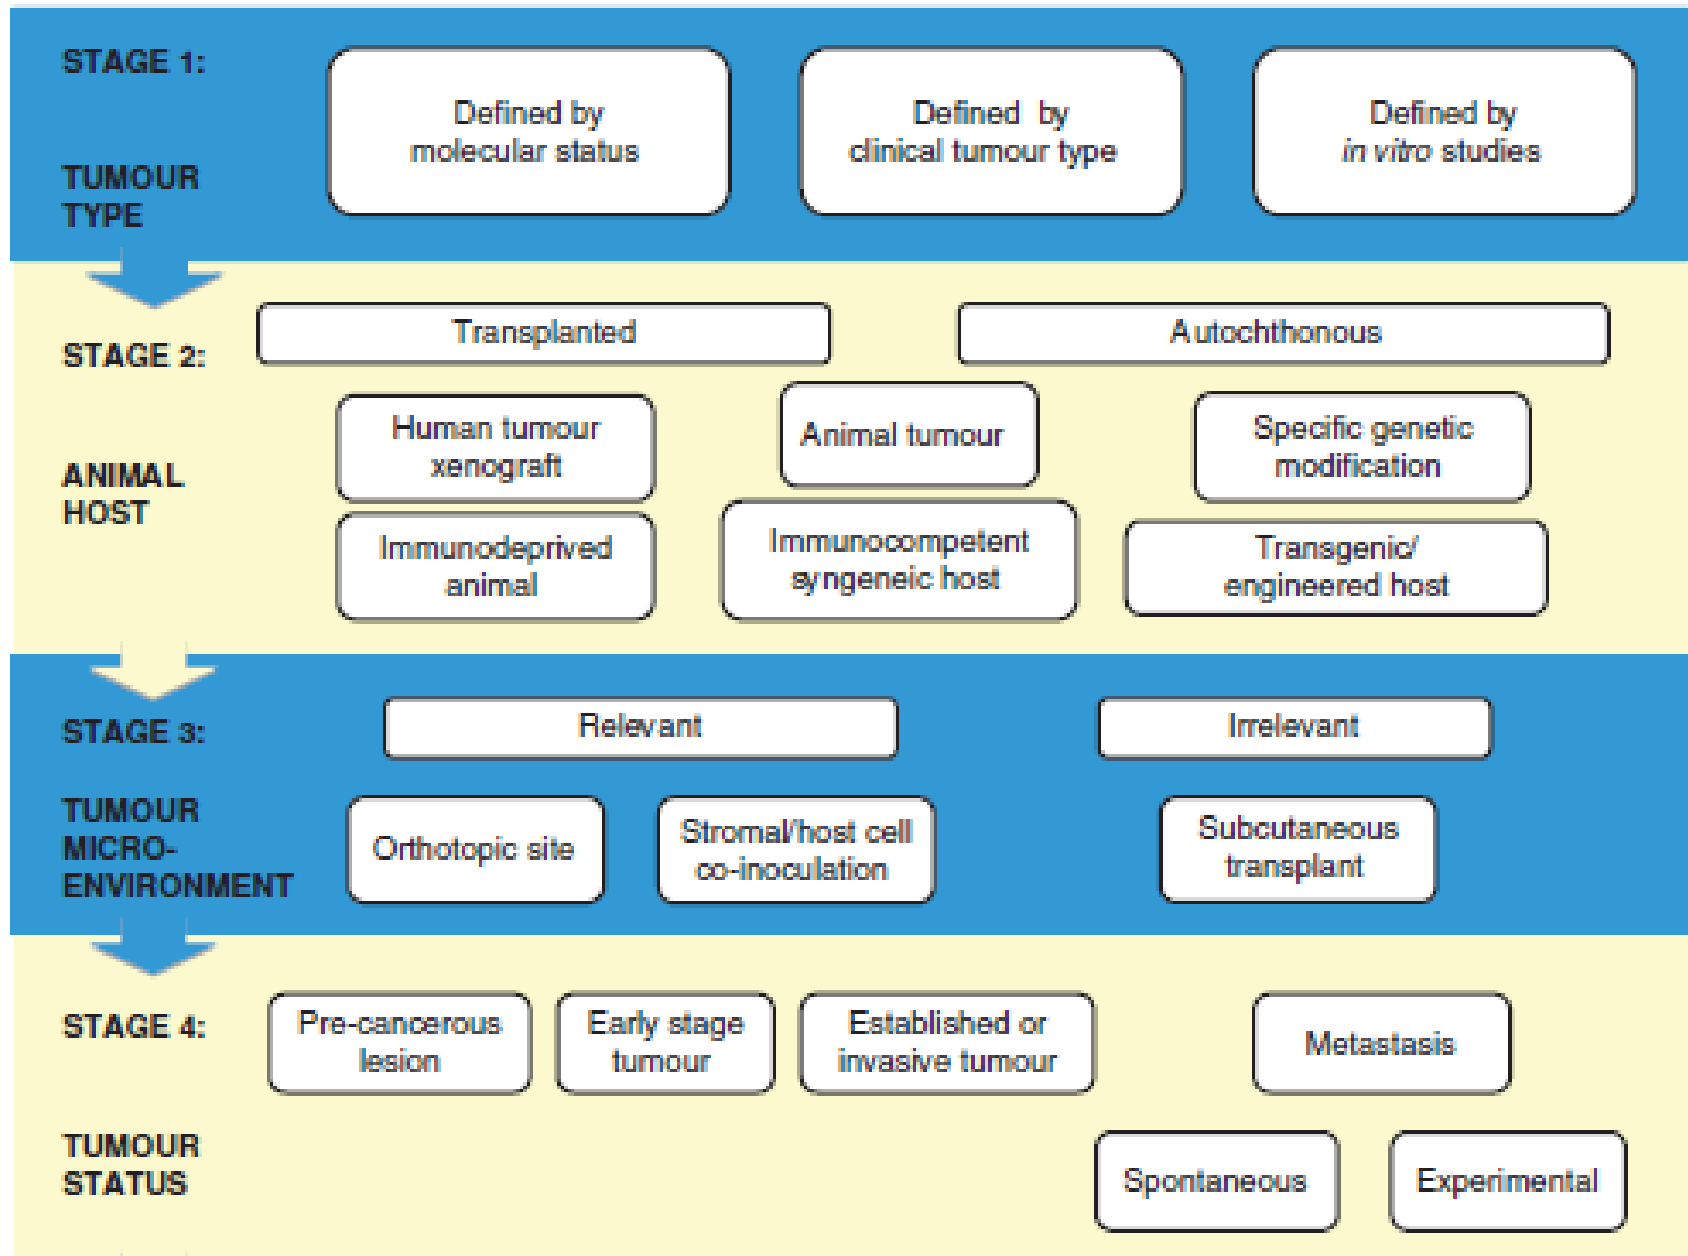 STAGE 1:
TUMOUR
TYPE
Defined by
molecular status
Defined by
clinical tumour type
Defined by
in vitro studies
STAGE 2:
ANIMAL
HOST
Transplanted
Autochthonous
Human tumour
xenograft
Animal tumour
Specific genetic
modification
Immunodeprived
animal
Immunocompetent
syngeneic host
Transgenic/
engineered host
STAGE 3:
TUMOUR
MICRO-
ENVIRONMENT
Relevant
Irrelevant
Orthotopic site
Stromal/host cell
co-inoculation
Subcutaneous
transplant
STAGE 4:
TUMOUR
STATUS
Pre-cancerous
lesion
Early stage
tumour
Established or
invasive tumour
Metastasis
Spontaneous
Experimental